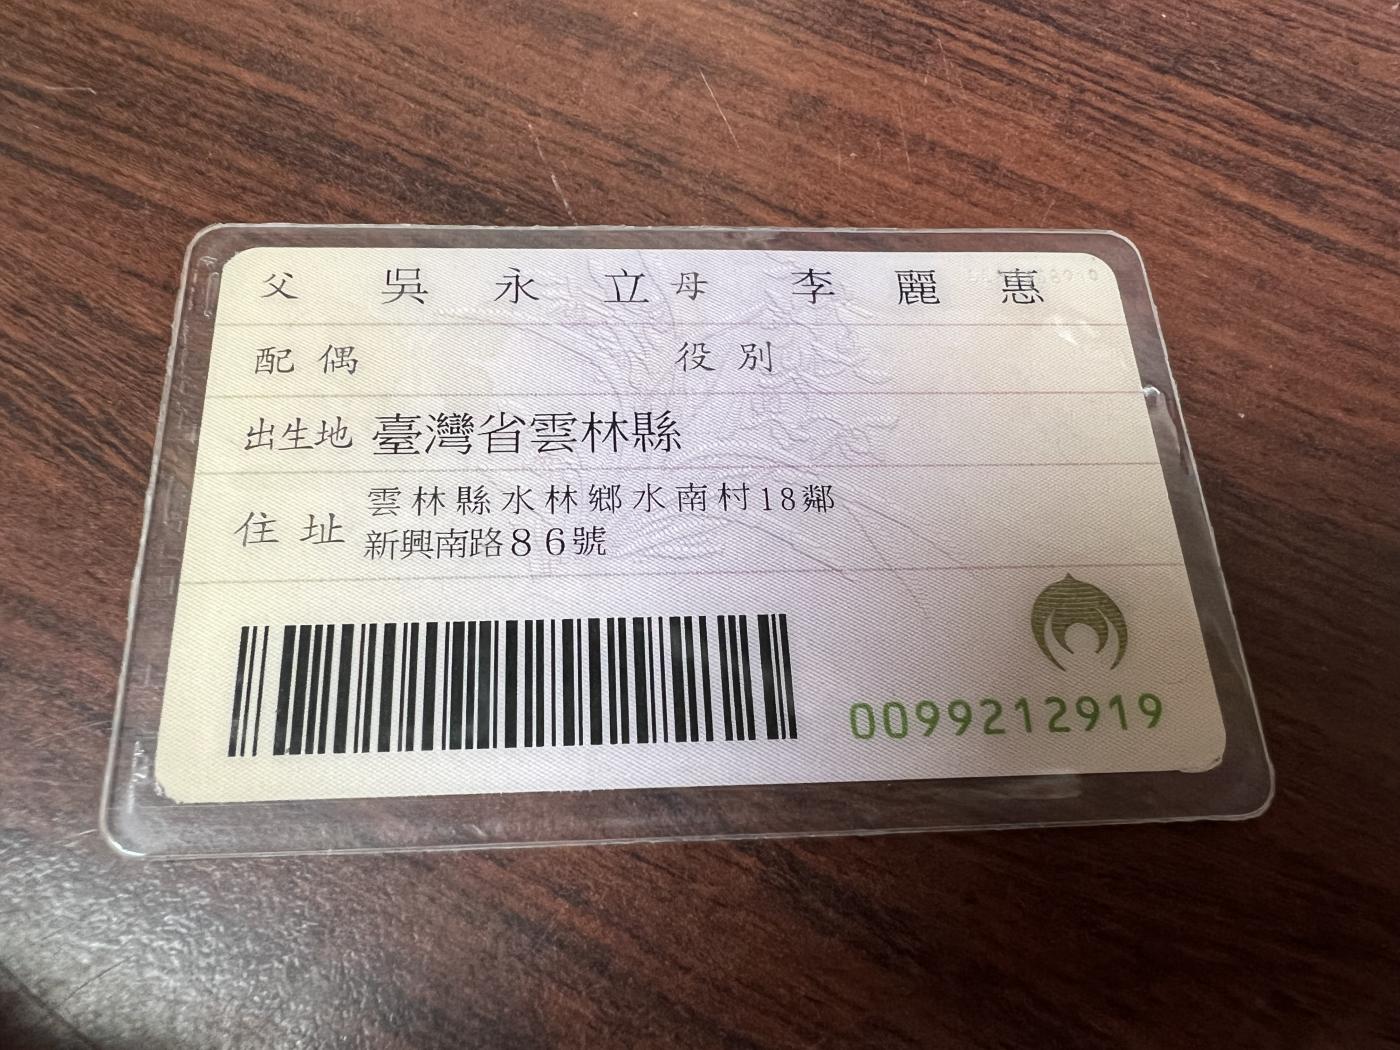 父 吳永立 母 李麗惠
配偶 役別
出生地 臺灣省雲林縣
住址 雲林縣水林鄉水南村18鄰
新興南路86號
0099212919